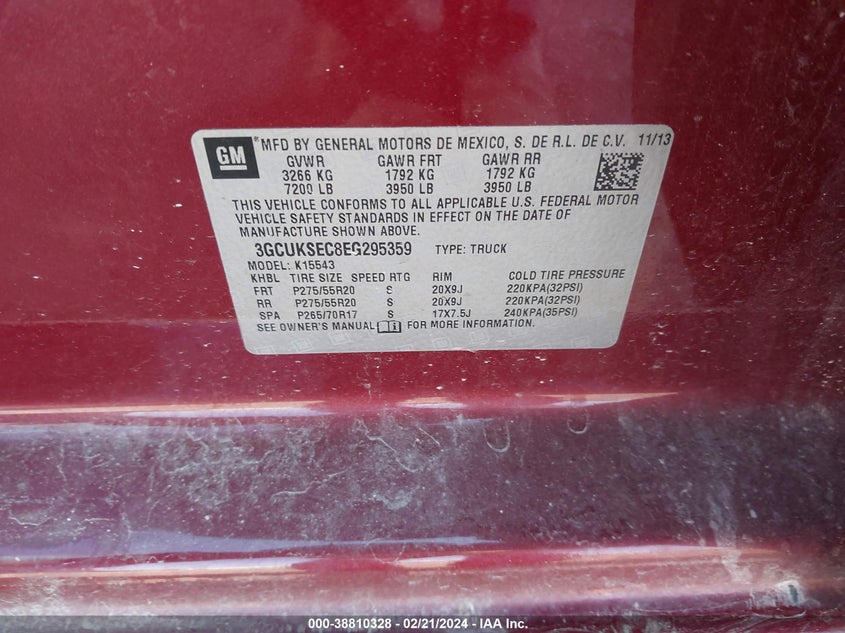 GM
®
MFD BY GENERAL MOTORS DE MEXICO, S. DE R.L. DE C.V. 11/13
GVWR GAWR FRT GAWR RR
3266 KG 1792 KG 1792 KG
7200 LB 3950 LB 3950 LB
THIS VEHICLE CONFORMS TO ALL APPLICABLE U.S. FEDERAL MOTOR
VEHICLE SAFETY STANDARDS IN EFFECT ON THE DATE OF
MANUFACTURE SHOWN ABOVE.
3GCUKSEC8EG295359 TYPE: TRUCK
MODEL: K15543
KHBL TIRE SIZE SPEED RTG RIM COLD TIRE PRESSURE
FRT P275/55R20 S 20X9J 220KPA(32PSI)
RR P275/55R20 S 20X9J 220KPA(32PSI)
SPA P265/70R17 S 17X7.5J 240KPA(35PSI)
SEE OWNER'S MANUAL FOR MORE INFORMATION.
000-38810328 - 02/21/2024 - IAA Inc.